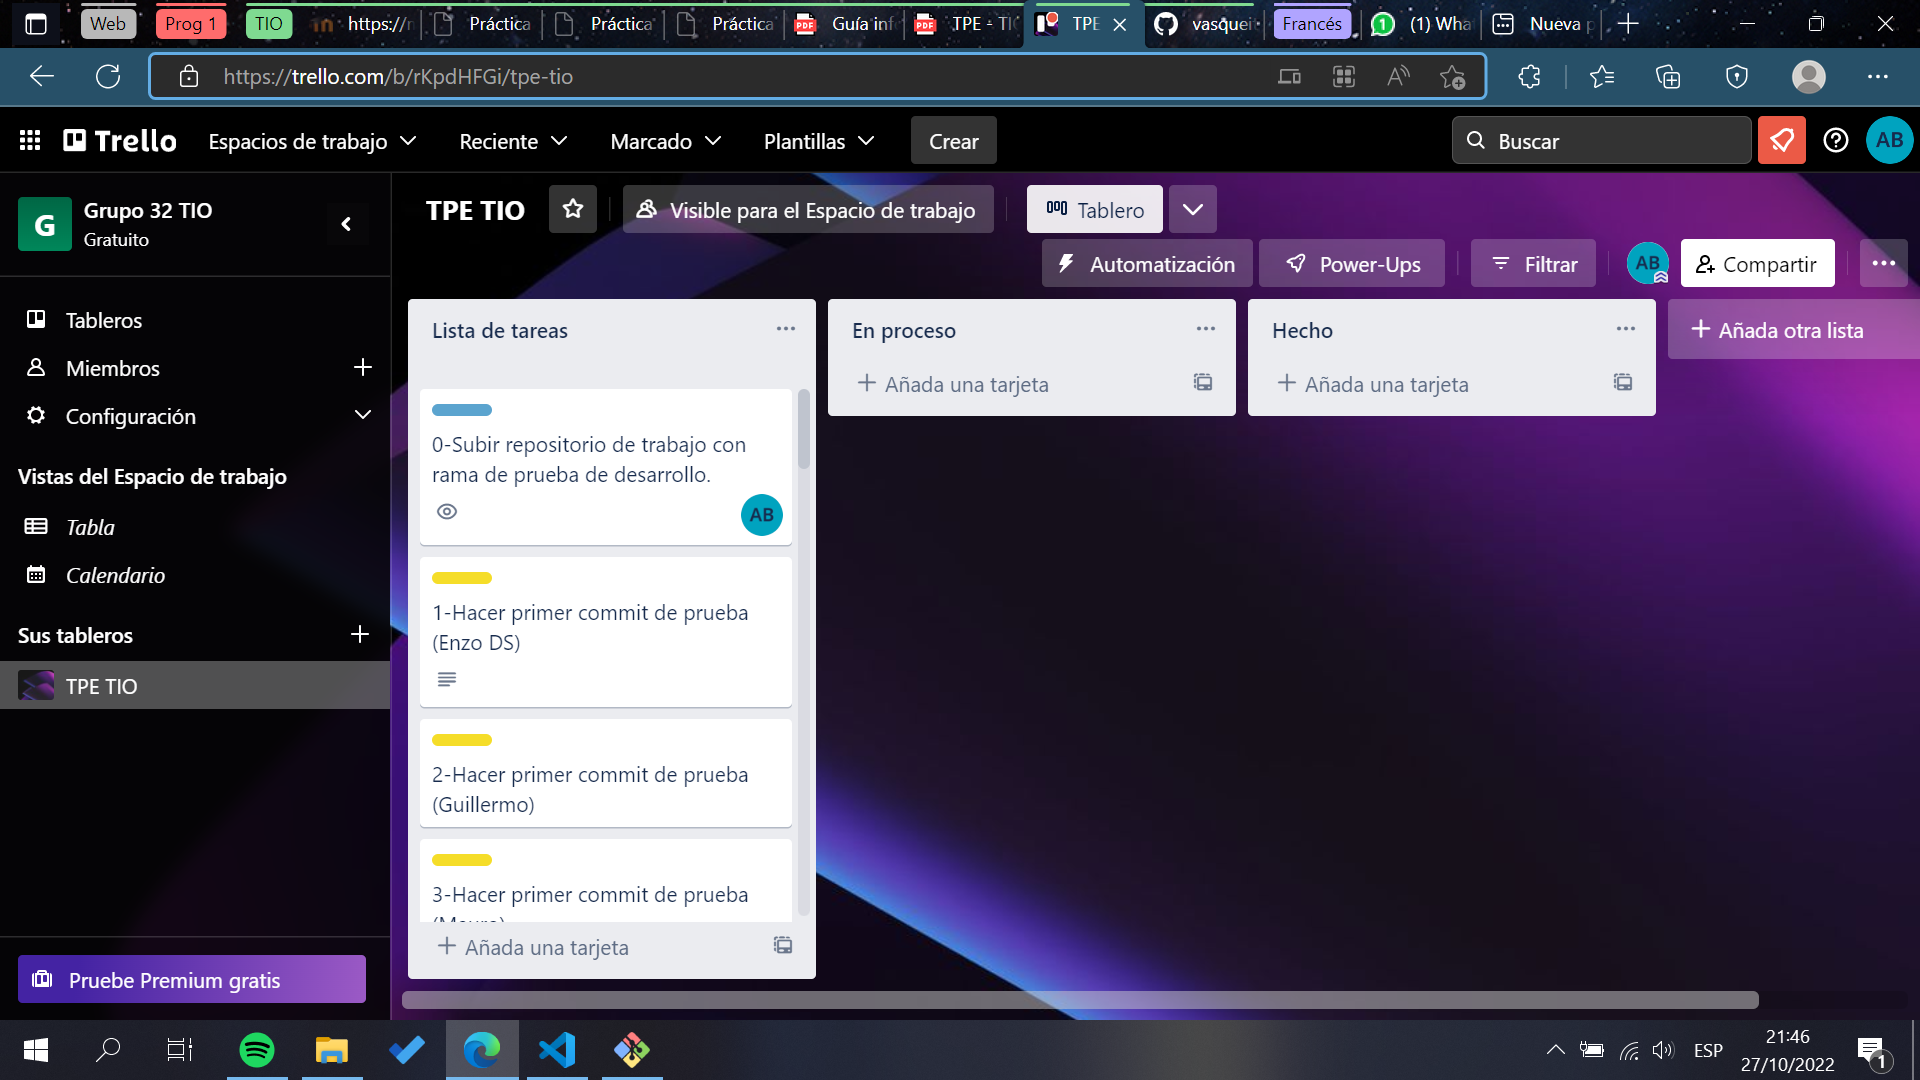 Web
Prog 1
TIO
https://
Práctica
Práctica
Práctica
Guía inf
TPE - TI
TPE
vasquei
Francés
(1) Wha
Nueva p
https://trello.com/b/rKpdHFGi/tpe-tio
Trello
Espacios de trabajo
Reciente
Marcado
Plantillas
Crear
Buscar
AB
G
Grupo 32 TIO
Gratuito
TPE TIO
Visible para el Espacio de trabajo
Tablero
Automatización
Power-Ups
Filtrar
AB
Compartir
Tableros
Miembros
Configuración
Vistas del Espacio de trabajo
Tabla
Calendario
Sus tableros
TPE TIO
Pruebe Premium gratis
Lista de tareas
0-Subir repositorio de trabajo con
rama de prueba de desarrollo.
AB
1-Hacer primer commit de prueba
(Enzo DS)
2-Hacer primer commit de prueba
(Guillermo)
3-Hacer primer commit de prueba
Añada una tarjeta
En proceso
Añada una tarjeta
Hecho
Añada una tarjeta
Añada otra lista
ESP
21:46
27/10/2022
1